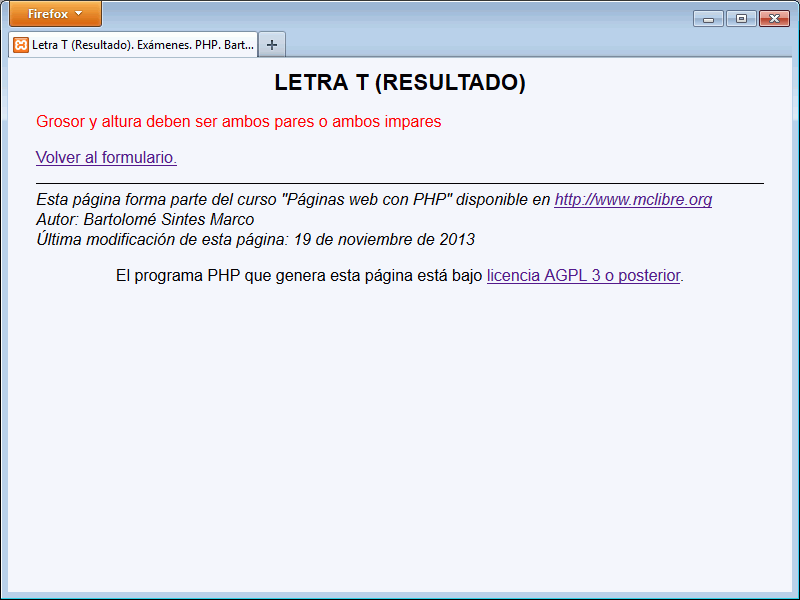 Firefox
Letra T (Resultado). Exámenes. PHP. Bart...
LETRA T (RESULTADO)
Grosor y altura deben ser ambos pares o ambos impares
Volver al formulario.
Esta página forma parte del curso "Páginas web con PHP" disponible en http://www.mclibre.org
Autor: Bartolomé Sintes Marco
Última modificación de esta página: 19 de noviembre de 2013
El programa PHP que genera esta página está bajo licencia AGPL 3 o posterior.